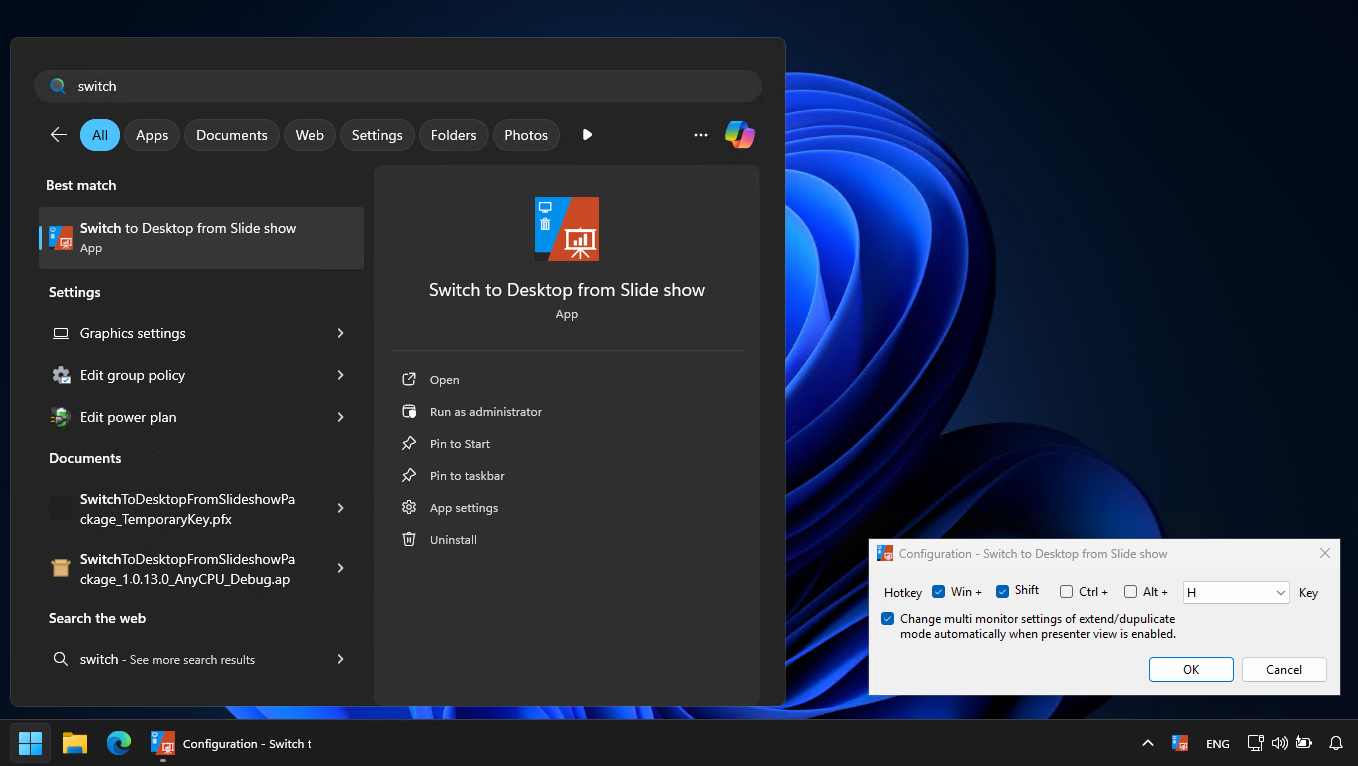 switch
All
Apps
Documents
Web
Settings
Folders
Photos
Best match
Switch to Desktop from Slide show
App
Settings
Graphics settings
Edit group policy
Edit power plan
Documents
SwitchToDesktopFromSlideshowPa
ckage_TemporaryKey.pfx
SwitchToDesktopFromSlideshowPa
ckage_1.0.13.0_AnyCPU_Debug.ap
Search the web
switch - See more search results
Switch to Desktop from Slide show
App
Open
Run as administrator
Pin to Start
Pin to taskbar
App settings
Uninstall
Configuration - Switch to Desktop from Slide show
Hotkey Win + Shift Ctrl + Alt + H Key
Change multi monitor settings of extend/dupulicate
mode automatically when presenter view is enabled.
OK
Cancel
Configuration - Switch t
ENG